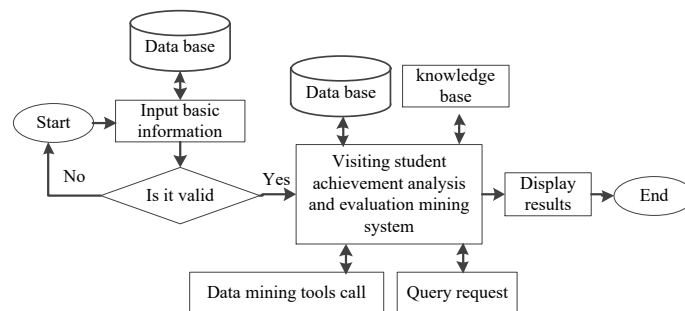 Data base
Start
Input basic
information
No
Is it valid
Yes
Data base
knowledge
base
Visiting student
achievement analysis
and evaluation mining
system
Display
results
End
Data mining tools call
Query request